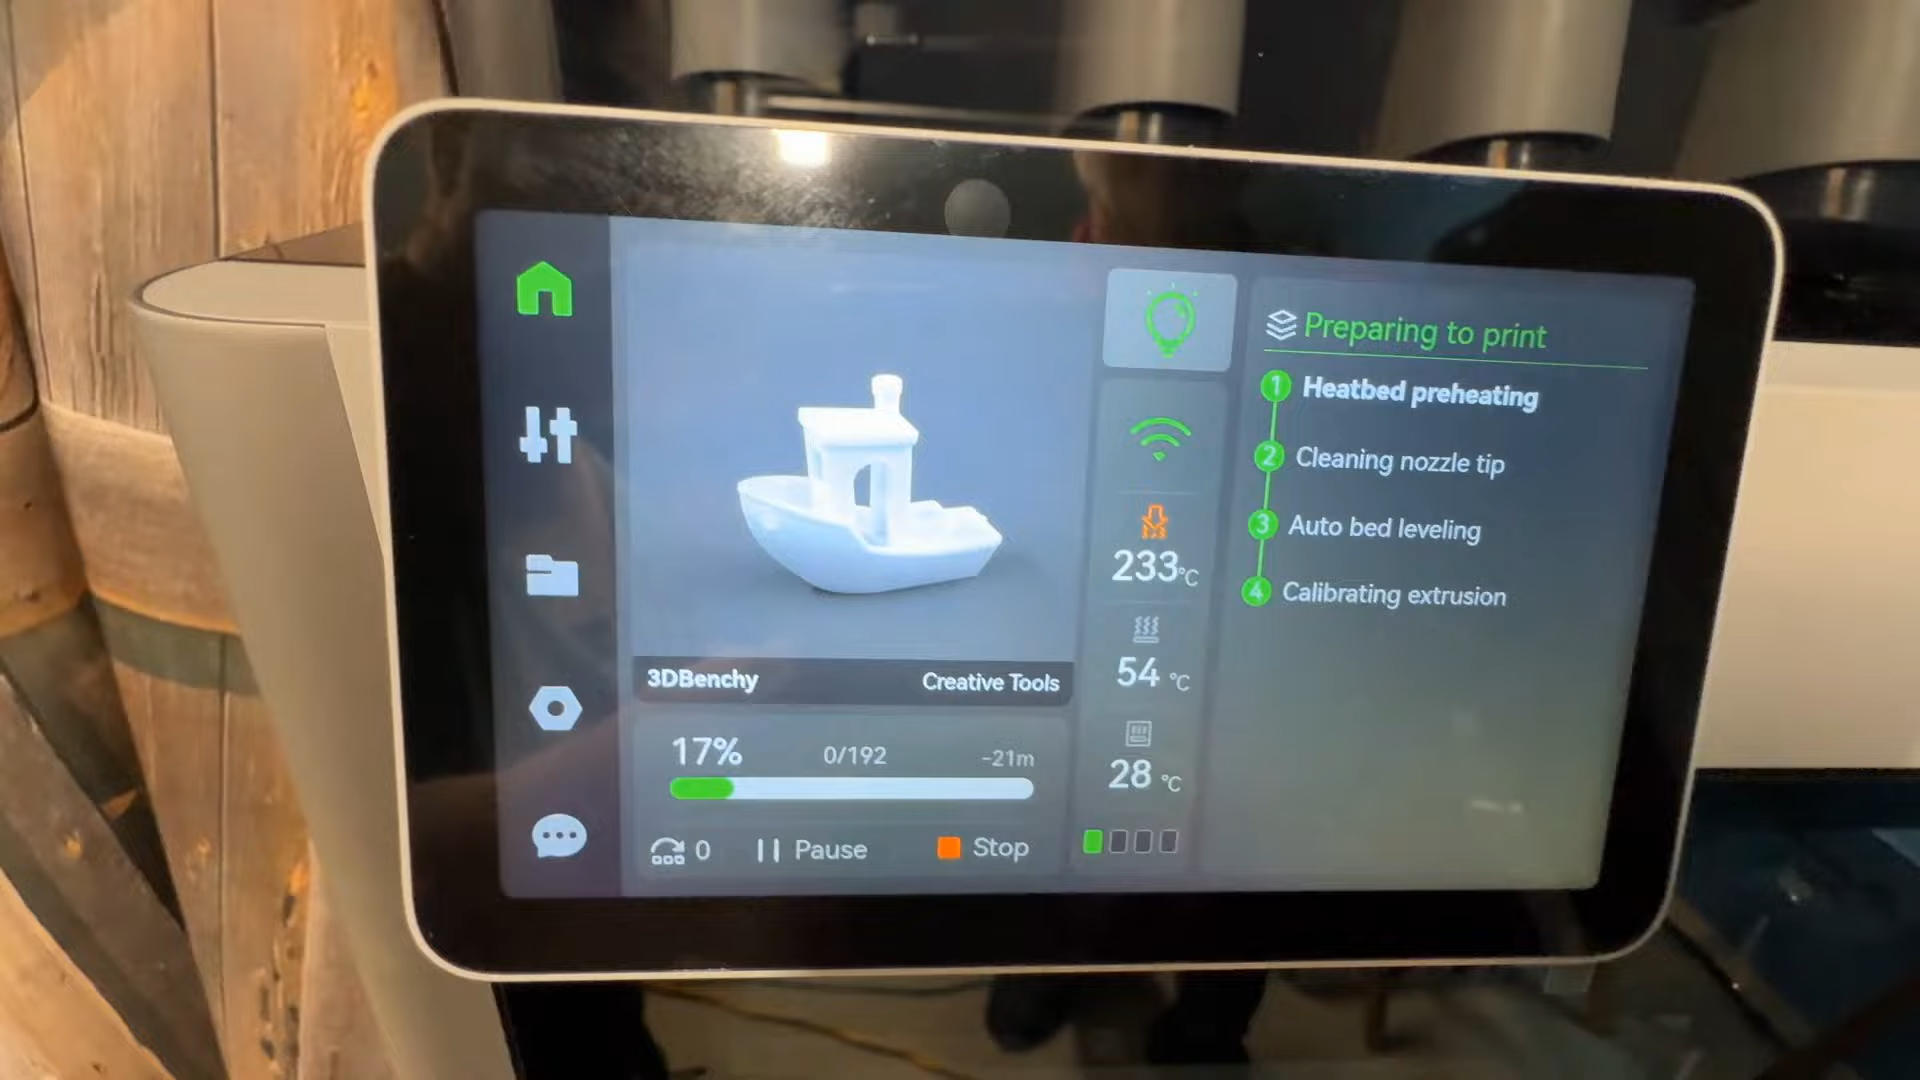 3DBenchy Creative Tools
17% 0/192 -21m
0 Pause Stop
233°C
54 °C
28 °C
Preparing to print
1 Heatbed preheating
2 Cleaning nozzle tip
3 Auto bed leveling
4 Calibrating extrusion